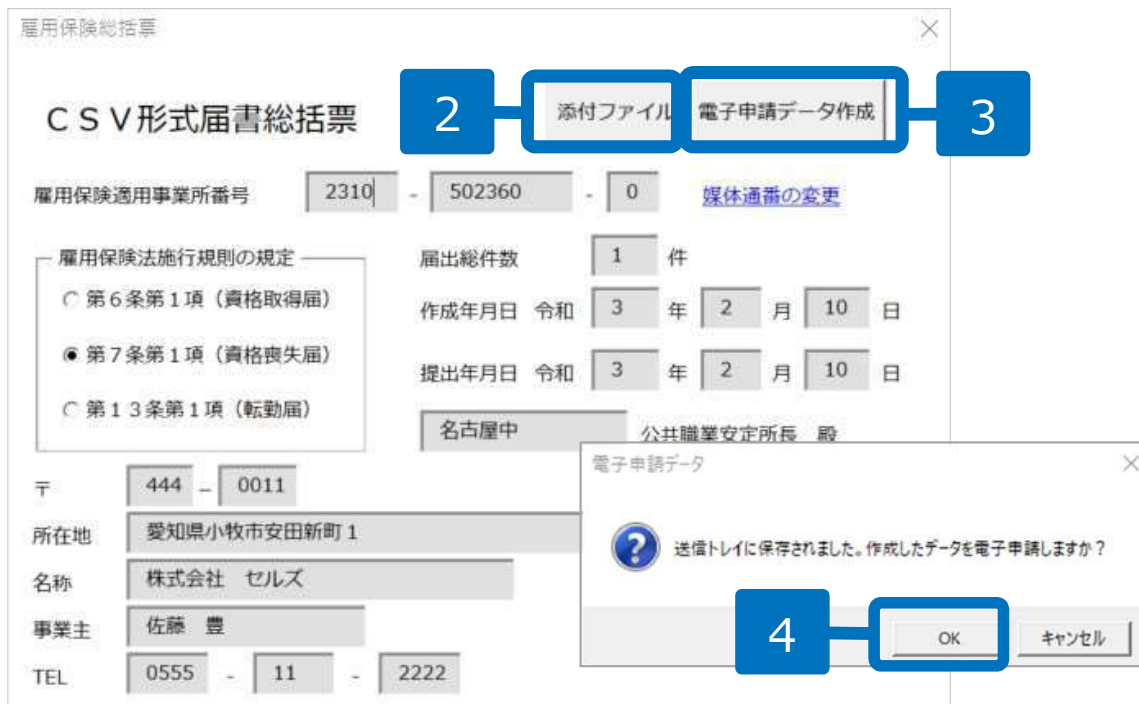 雇用保険総括票
ＣＳＶ形式届書総括票
2
添付ファイル
電子申請データ作成
3
雇用保険適用事業所番号 2310 - 502360 - 0 媒体通番の変更
雇用保険法施行規則の規定
第６条第１項（資格取得届）
第７条第１項（資格喪失届）
第１３条第１項（転勤届）
届出総件数 1 件
作成年月日 令和 3 年 2 月 10 日
提出年月日 令和 3 年 2 月 10 日
名古屋中 公共職業安定所長 殿
〒 444 - 0011
所在地 愛知県小牧市安田新町１
名称 株式会社 セルズ
事業主 佐藤 豊
TEL 0555 - 11 - 2222
電子申請データ
送信トレイに保存されました。作成したデータを電子申請しますか？
4
OK
キャンセル